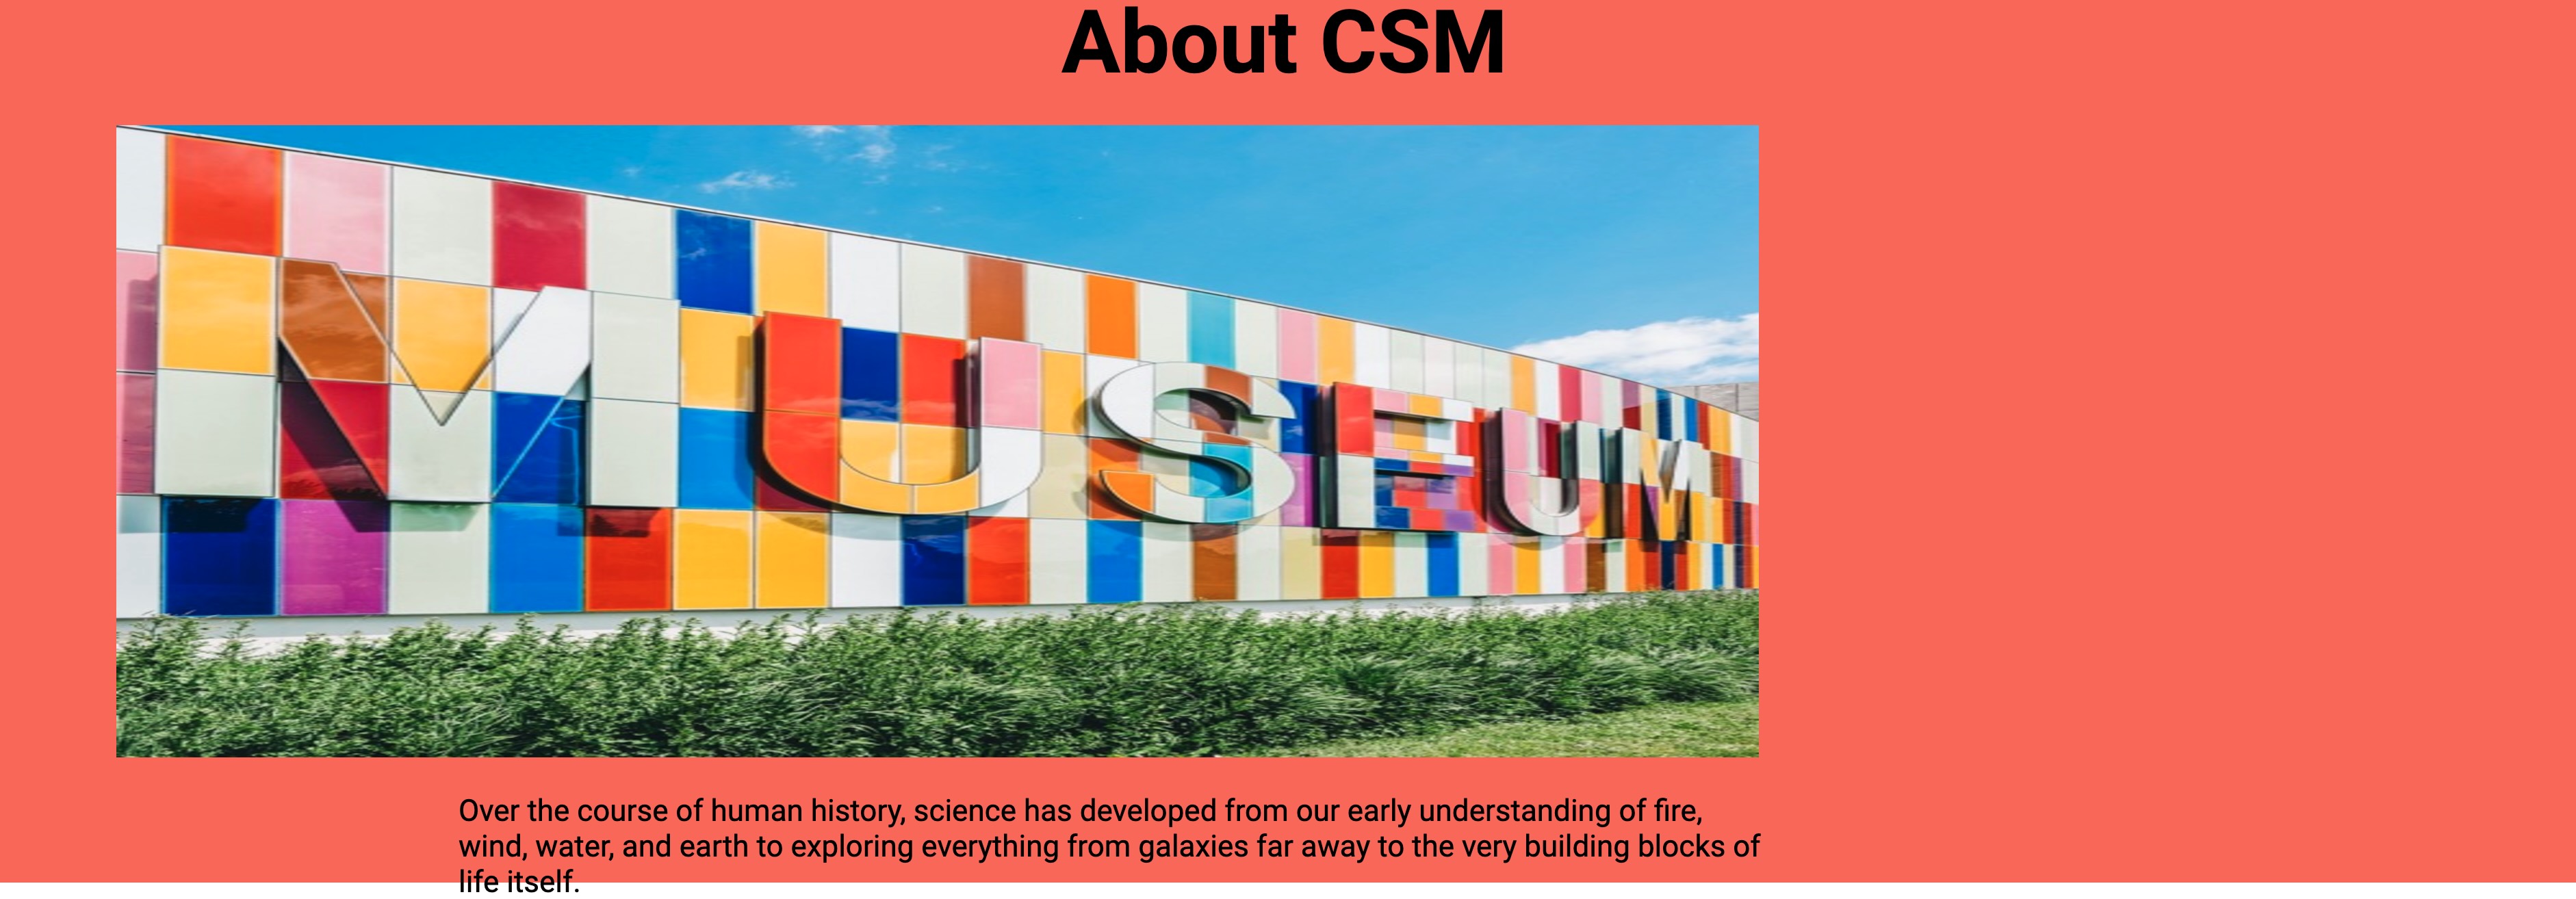 About CSM
MUSEUM
Over the course of human history, science has developed from our early understanding of fire,
wind, water, and earth to exploring everything from galaxies far away to the very building blocks of
life itself.